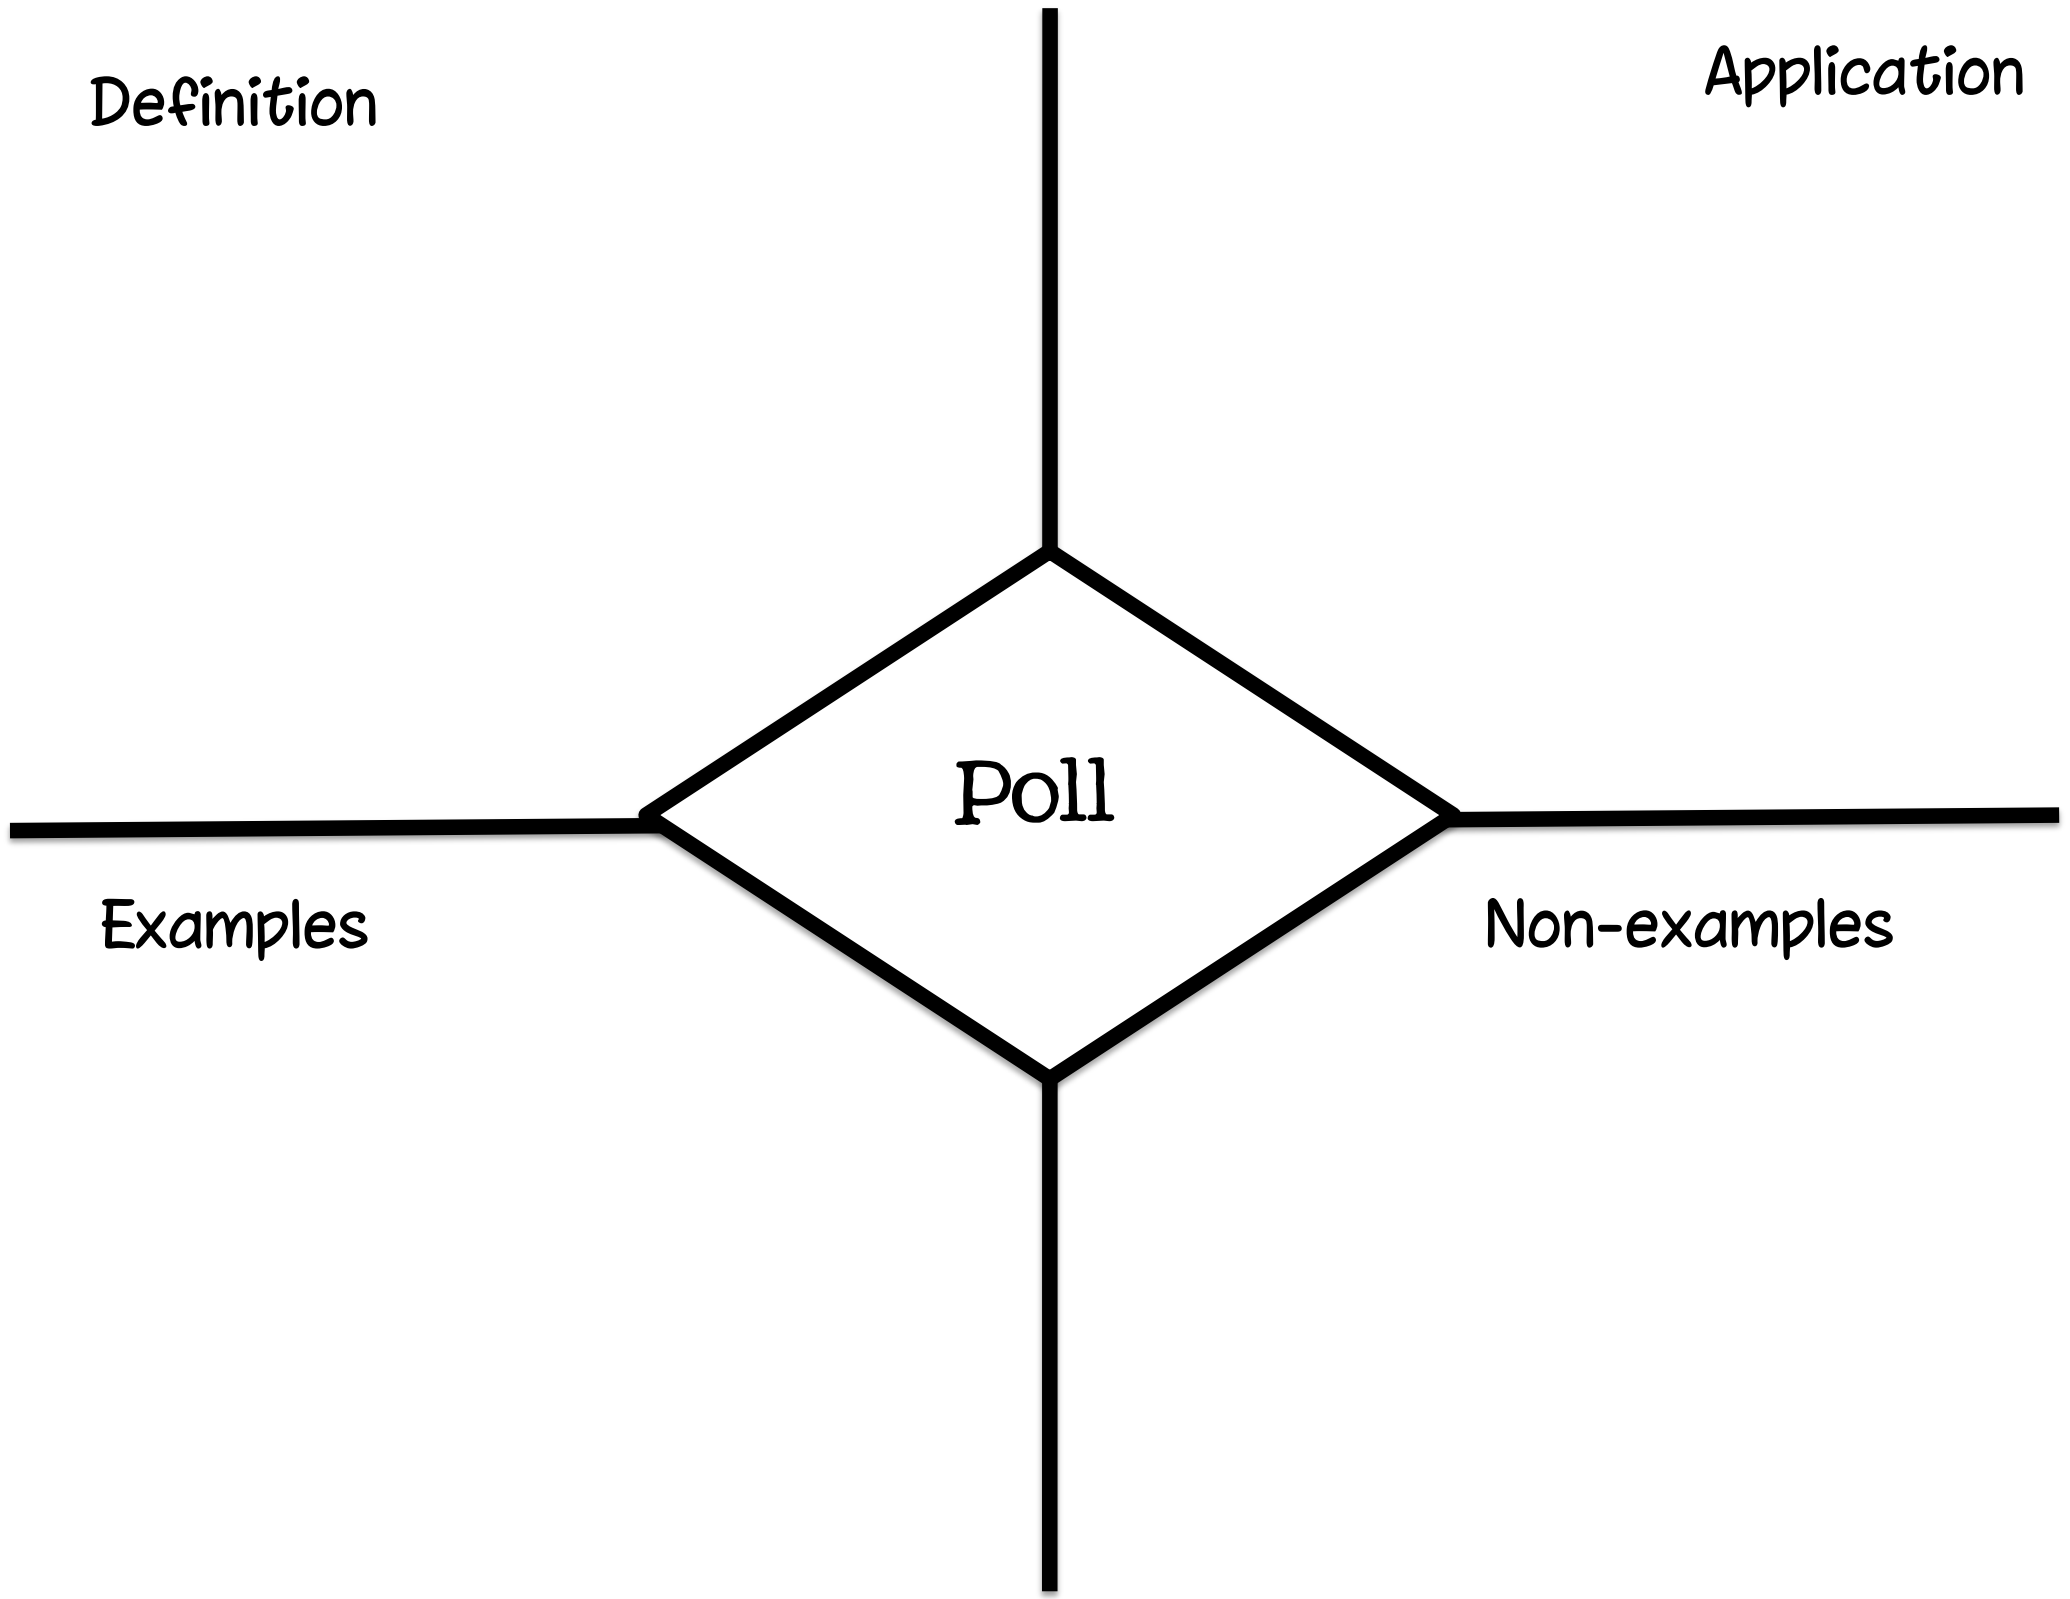 Definition
Application
Poll
Examples
Non-examples